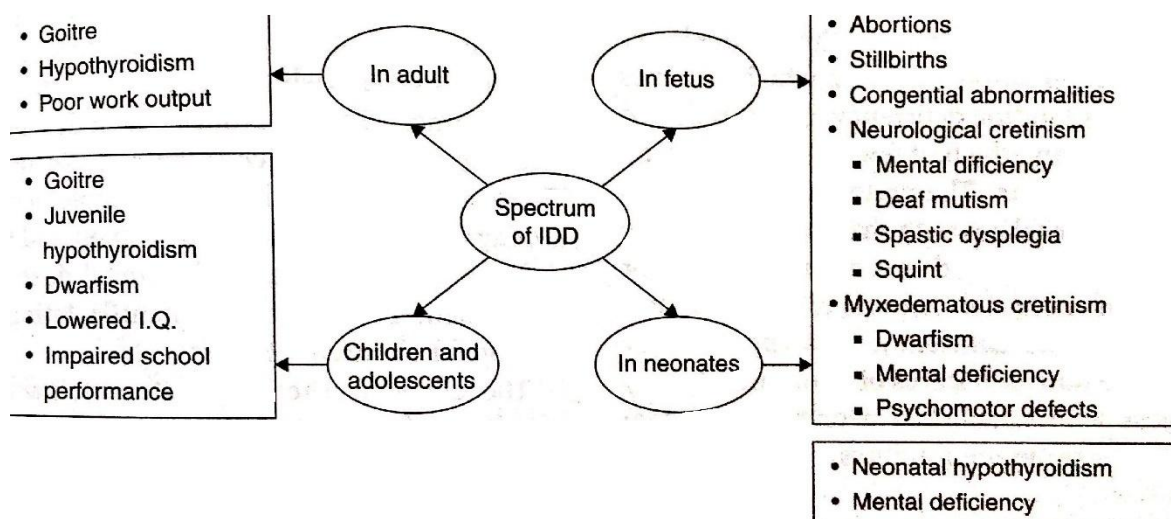 • Goitre
• Hypothyroidism
• Poor work output
In adult
In fetus
• Abortions
• Stillbirths
• Congential abnormalities
• Neurological cretinism
▪ Mental dificiency
▪ Deaf mutism
▪ Spastic dysplegia
▪ Squint
• Myxedematous cretinism
▪ Dwarfism
▪ Mental deficiency
▪ Psychomotor defects
Spectrum
of IDD
• Goitre
• Juvenile
hypothyroidism
• Dwarfism
• Lowered I.Q.
• Impaired school
performance
Children and
adolescents
In neonates
• Neonatal hypothyroidism
• Mental deficiency